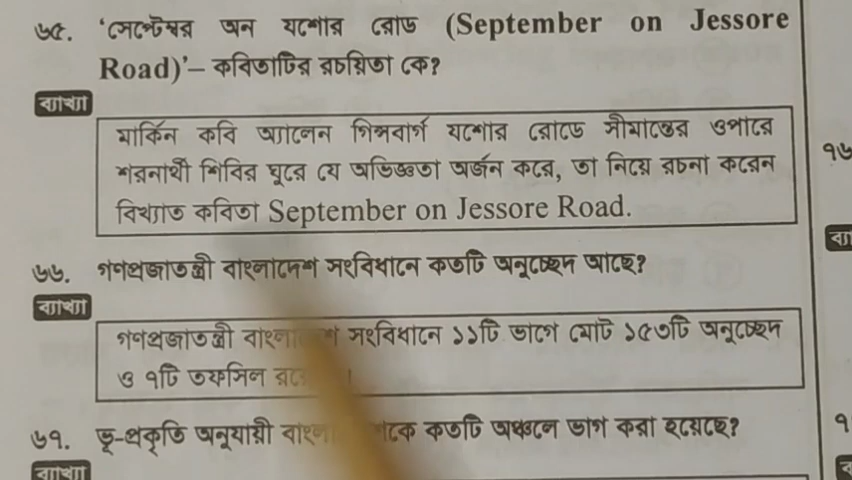 ৬৫. ‘সেপ্টেম্বর অন যশোর রোড (September on Jessore
Road)’– কবিতাটির রচয়িতা কে?
ব্যাখ্যা
মার্কিন কবি অ্যালেন গিন্সবার্গ যশোর রোডে সীমান্তের ওপারে
শরনার্থী শিবির ঘুরে যে অভিজ্ঞতা অর্জন করে, তা নিয়ে রচনা করেন
বিখ্যাত কবিতা September on Jessore Road.
৬৬. গণপ্রজাতন্ত্রী বাংলাদেশ সংবিধানে কতটি অনুচ্ছেদ আছে?
ব্যাখ্যা
গণপ্রজাতন্ত্রী সংবিধানে ১১টি ভাগে মোট ১৫৩টি অনুচ্ছেদ
ও ৭টি তফসিল
৬৭. ভূ-প্রকৃতি অনুযায়ী কতটি অঞ্চলে ভাগ করা হয়েছে?
ব্যাখ্যা
৭৬